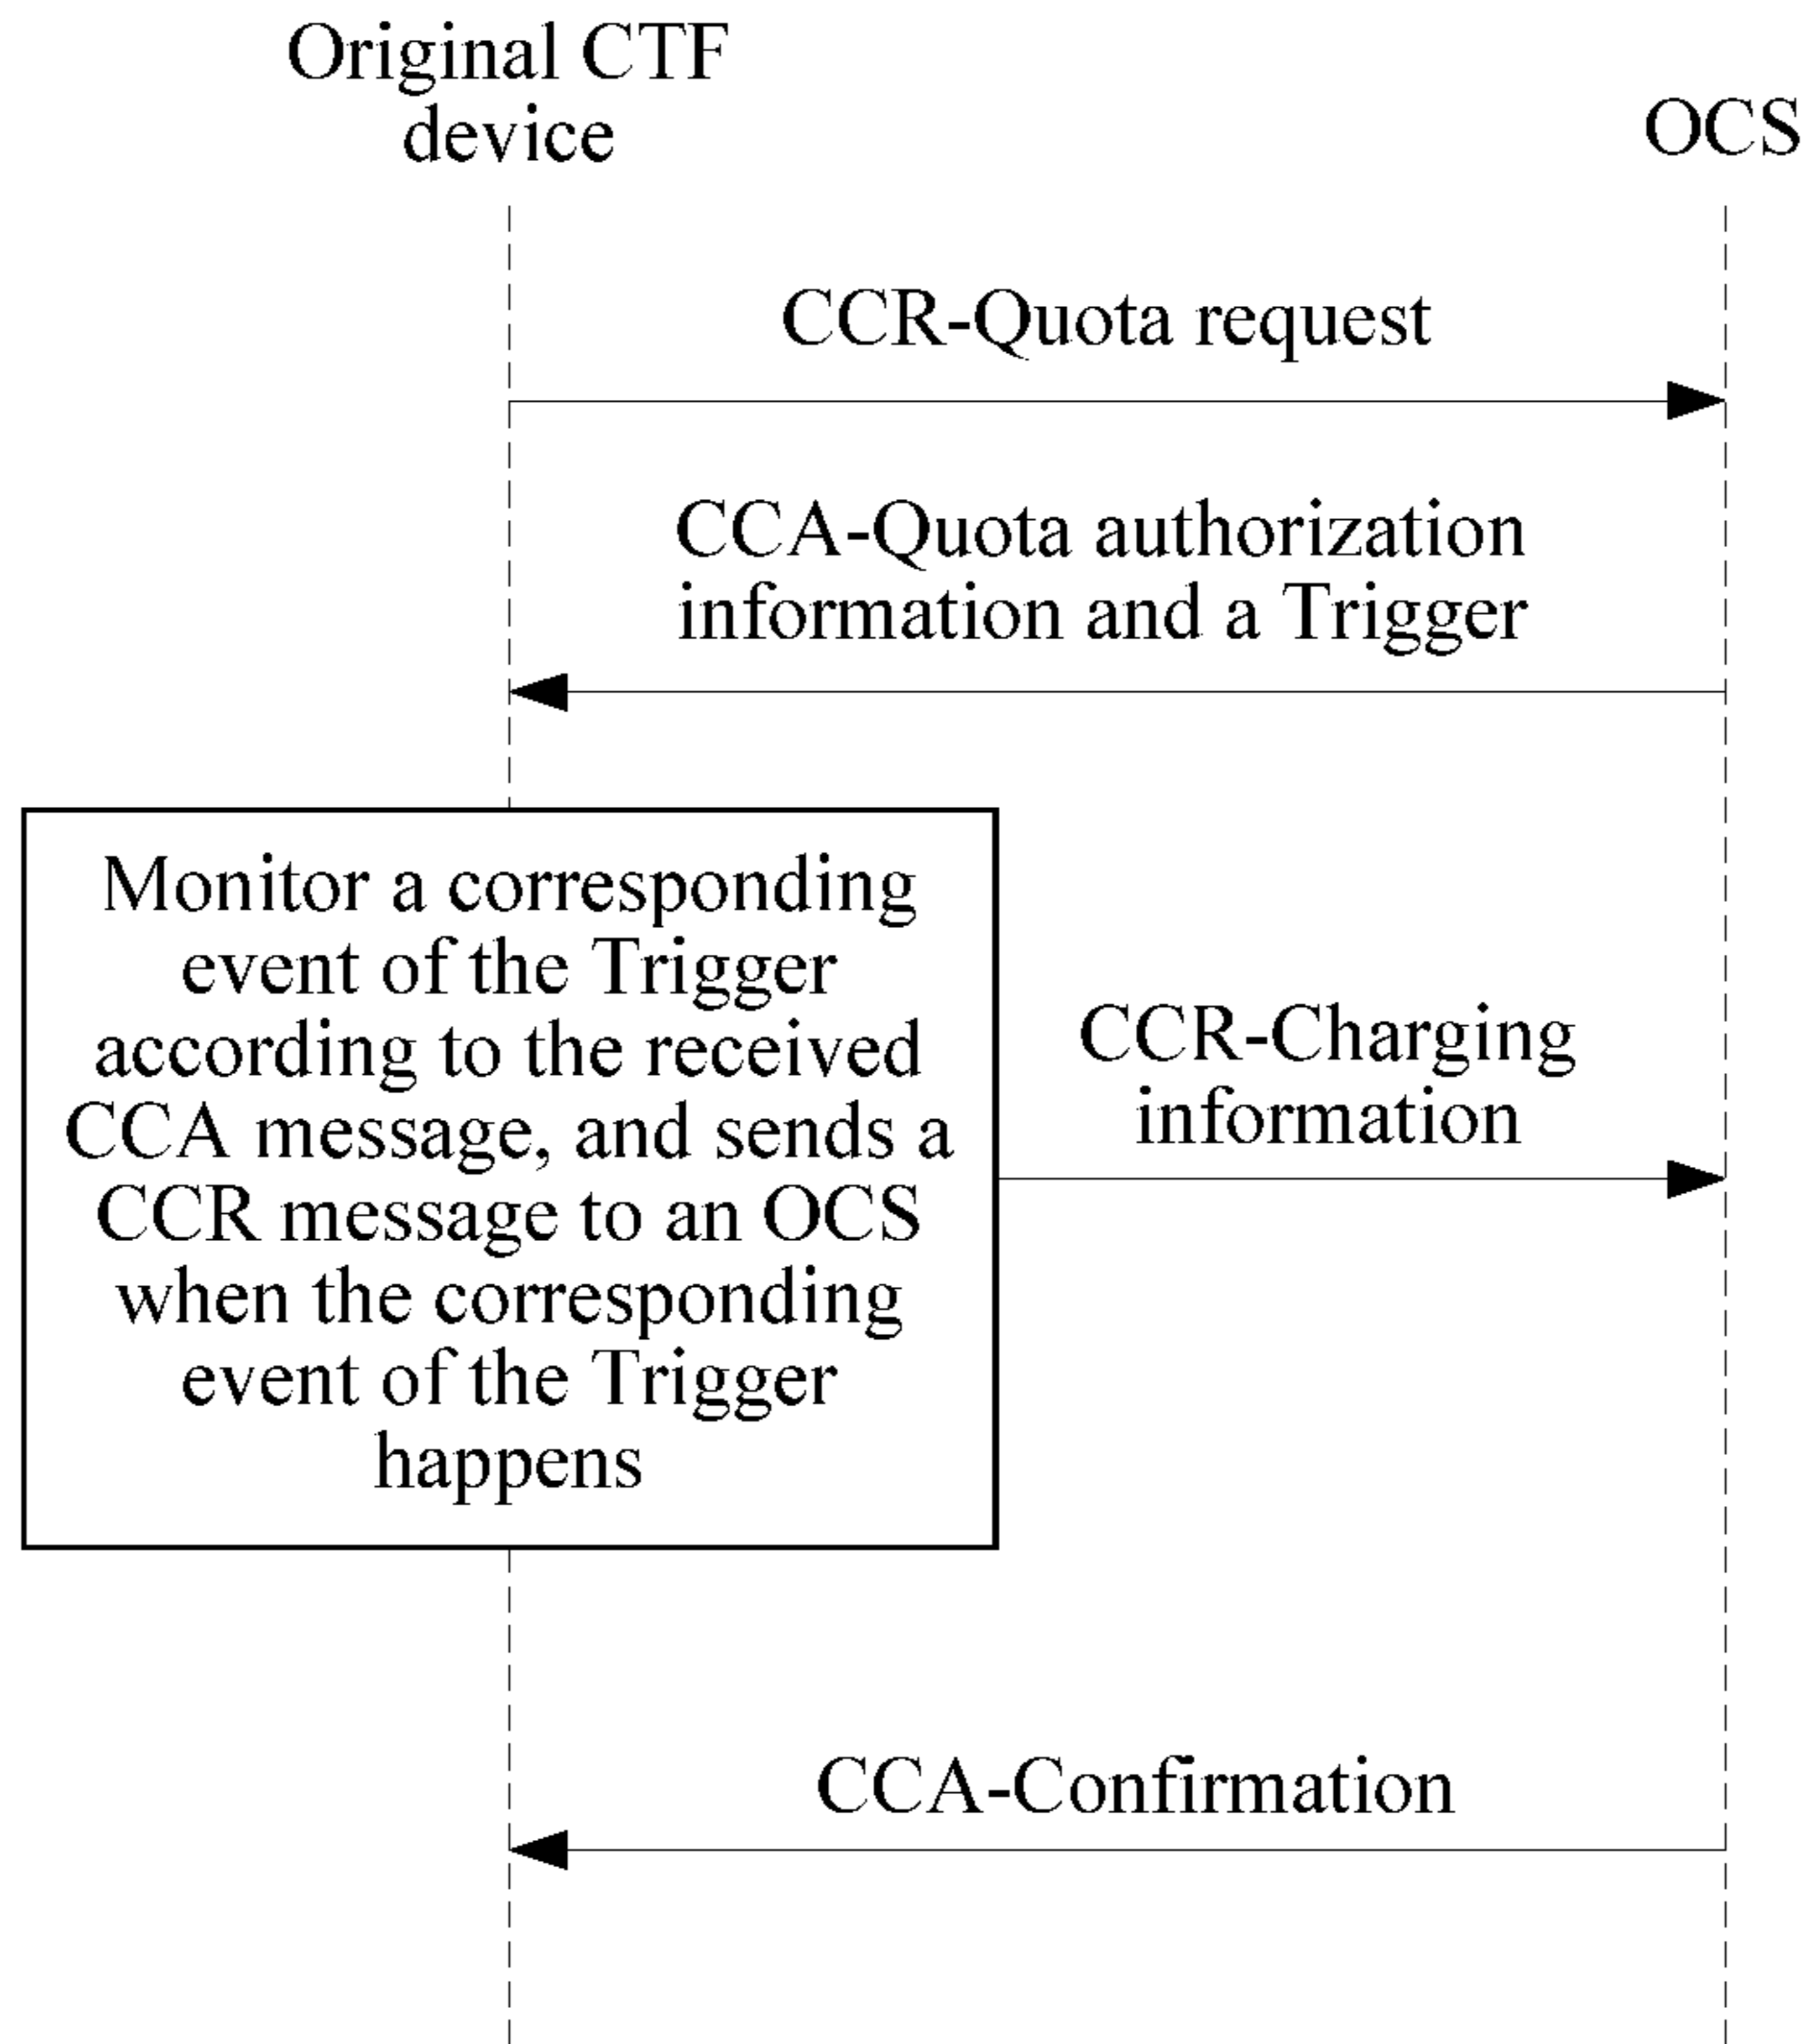 Original CTF
device
OCS
CCR-Quota request
CCA-Quota authorization
information and a Trigger
Monitor a corresponding
event of the Trigger
according to the received
CCA message, and sends a
CCR message to an OCS
when the corresponding
event of the Trigger
happens
CCR-Charging
information
CCA-Confirmation